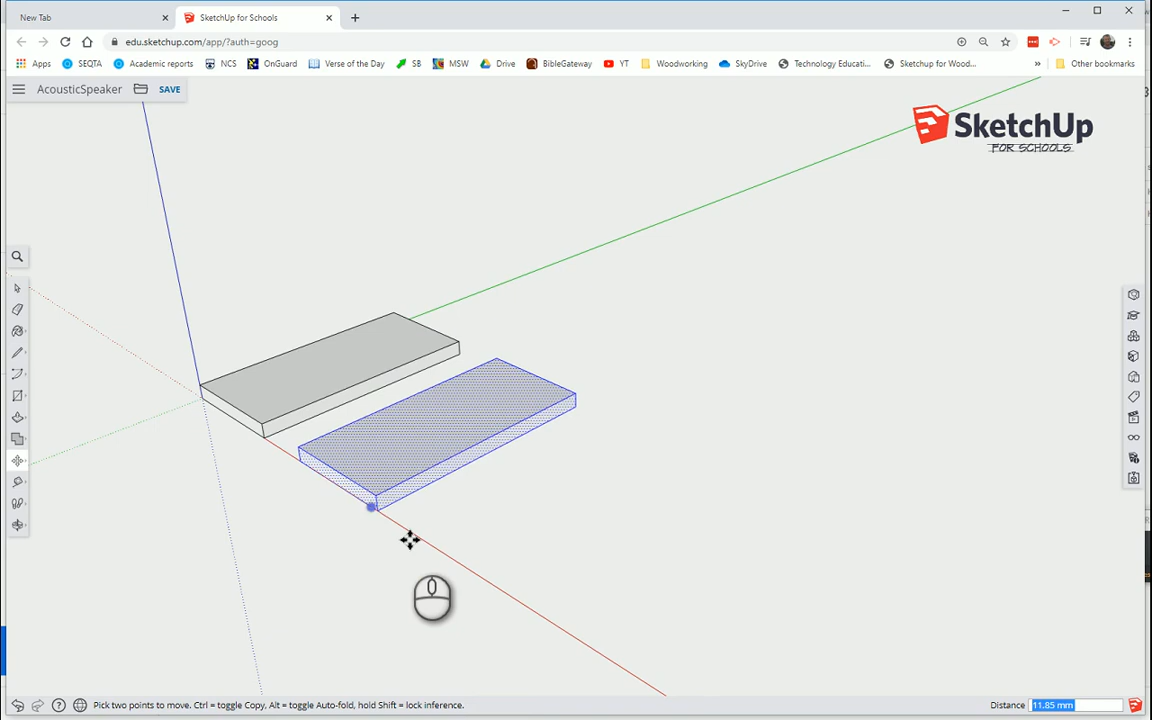 New Tab
SketchUp for Schools
edu.sketchup.com/app/?auth=goog
Apps SEQTA Academic reports NCS OnGuard Verse of the Day SB MSW Drive BibleGateway YT Woodworking SkyDrive Technology Educati... Sketchup for Wood... » Other bookmarks
AcousticSpeaker SAVE
SketchUp
FOR SCHOOLS
Pick two points to move. Ctrl = toggle Copy, Alt = toggle Auto-fold, hold Shift = lock inference. Distance 11.85 mm